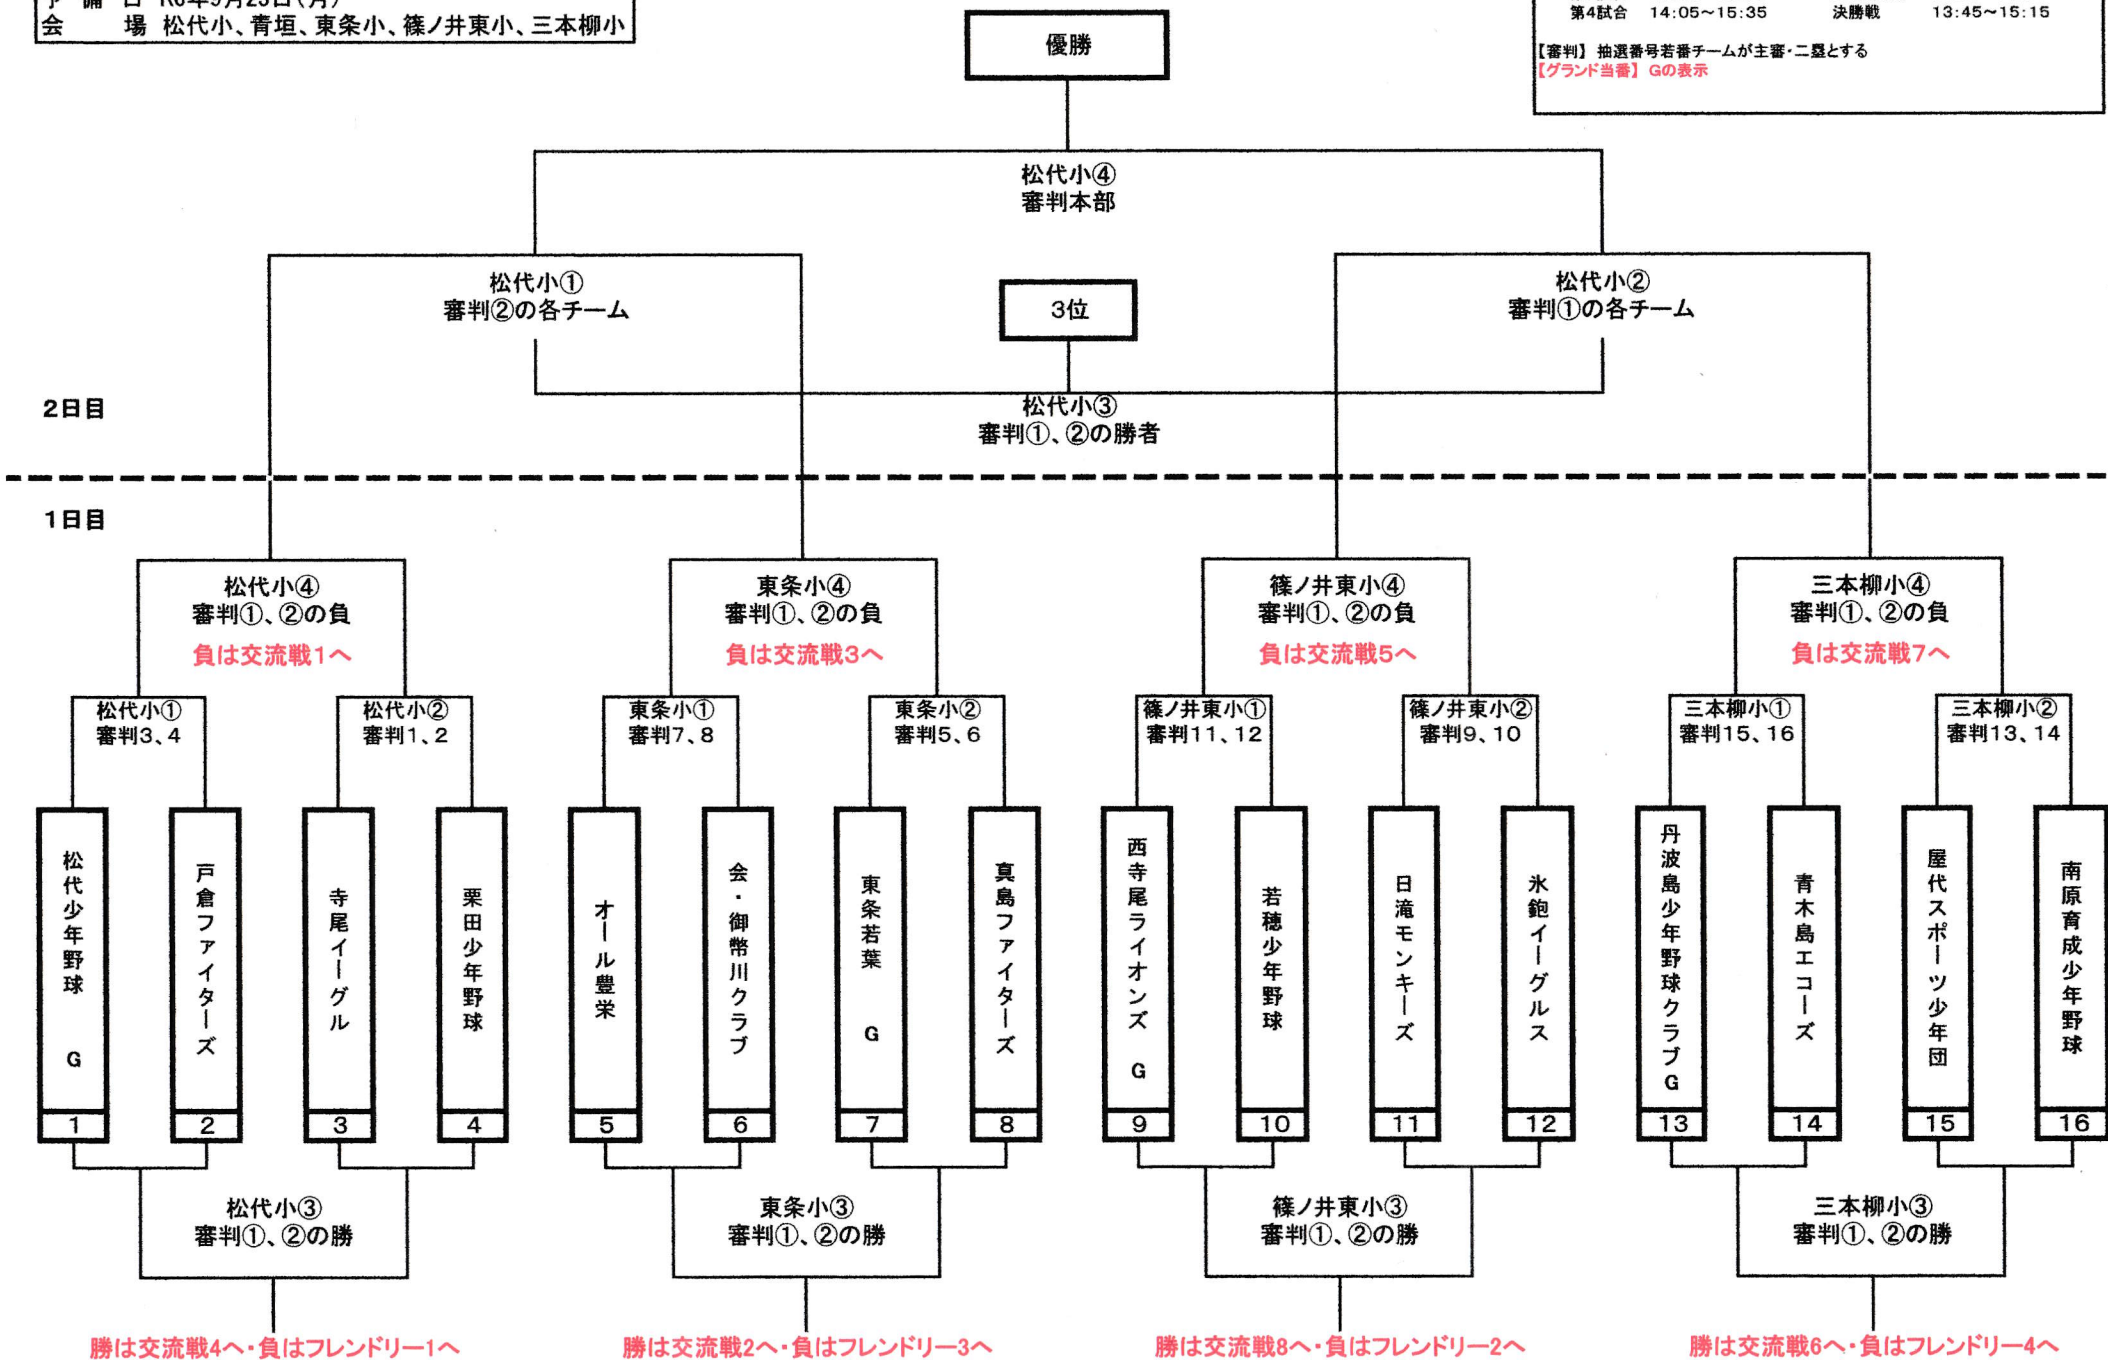 予 備 日 R6年9月23日(月)
会 場 松代小、青垣、東条小、篠ノ井東小、三本柳小
第4試合 14:05~15:35 決勝戦 13:45~15:15
【審判】 抽選番号若番チームが主審・二塁とする
【グランド当番】 Gの表示
優勝
松代小④
審判本部
松代小①
審判②の各チーム
3位
松代小②
審判①の各チーム
2日目
松代小③
審判①、②の勝者
1日目
松代小④
審判①、②の負
負は交流戦1へ
東条小④
審判①、②の負
負は交流戦3へ
篠ノ井東小④
審判①、②の負
負は交流戦5へ
三本柳小④
審判①、②の負
負は交流戦7へ
松代小①
審判3、4
松代小②
審判1、2
東条小①
審判7、8
東条小②
審判5、6
篠ノ井東小①
審判11、12
篠ノ井東小②
審判9、10
三本柳小①
審判15、16
三本柳小②
審判13、14
松代少年野球 G
戸倉ファイターズ
寺尾イーグル
栗田少年野球
オール豊栄
会・御幣川クラブ
東条若葉 G
真島ファイターズ
西寺尾ライオンズ G
若穂少年野球
日滝モンキーズ
氷鉋イーグルス
丹波島少年野球クラブG
青木島エコーズ
屋代スポーツ少年団
南原育成少年野球
1 2 3 4 5 6 7 8 9 10 11 12 13 14 15 16
松代小③
審判①、②の勝
東条小③
審判①、②の勝
篠ノ井東小③
審判①、②の勝
三本柳小③
審判①、②の勝
勝は交流戦4へ・負はフレンドリー1へ
勝は交流戦2へ・負はフレンドリー3へ
勝は交流戦8へ・負はフレンドリー2へ
勝は交流戦6へ・負はフレンドリー4へ